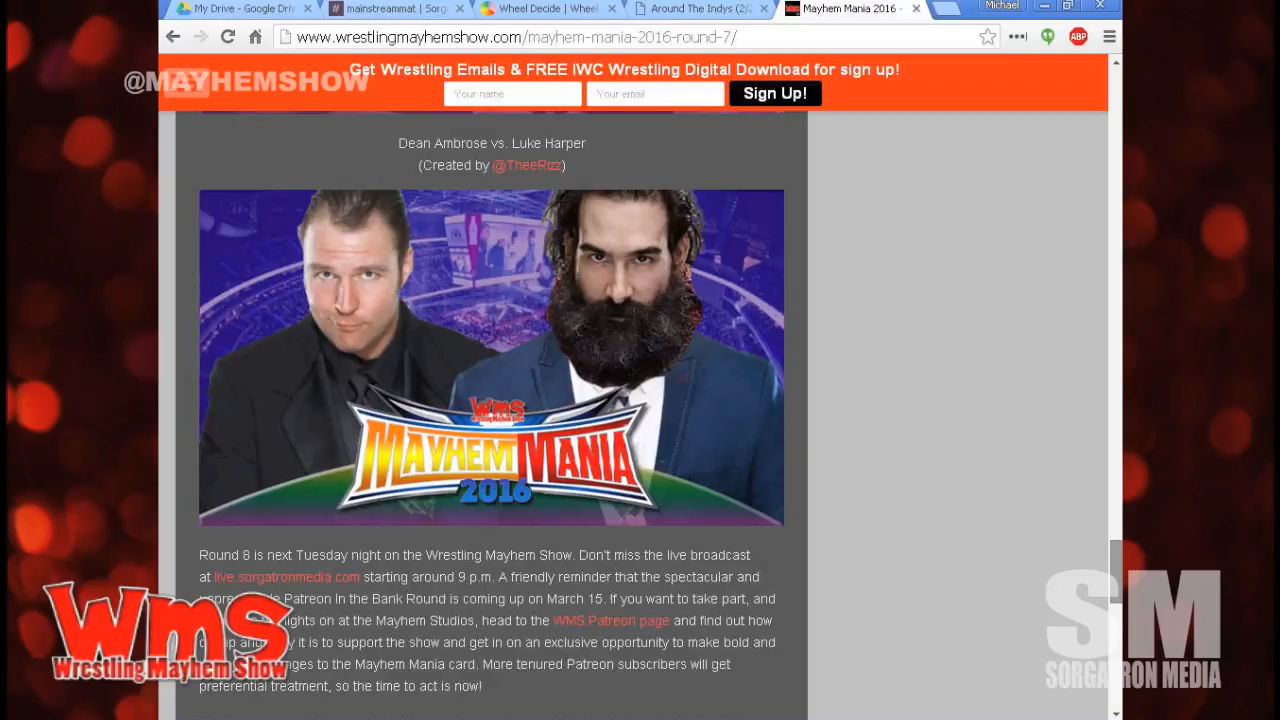 My Drive - Google Driv
mainstreammat | Sorg
Wheel Decide | Wheel
Around The Indys (2/2
Mayhem Mania 2016 -
Michael
www.wrestlingmayhemshow.com/mayhem-mania-2016-round-7/
ABP
Get Wrestling Emails & FREE IWC Wrestling Digital Download for sign up!
@MAYHEMSHOW
Your name
Your email
Sign Up!
Dean Ambrose vs. Luke Harper
(Created by @TheeRizz)
WMS
MAYHEM MANIA
2016
Round 8 is next Tuesday night on the Wrestling Mayhem Show. Don't miss the live broadcast
at live.sorgatronmedia.com starting around 9 p.m. A friendly reminder that the spectacular and
Patreon In the Bank Round is coming up on March 15. If you want to take part, and
on at the Mayhem Studios, head to the WMS Patreon page and find out how
it is to support the show and get in on an exclusive opportunity to make bold and
to the Mayhem Mania card. More tenured Patreon subscribers will get
preferential treatment, so the time to act is now!
wms
Wrestling Mayhem Show
SM
SORGATRON MEDIA